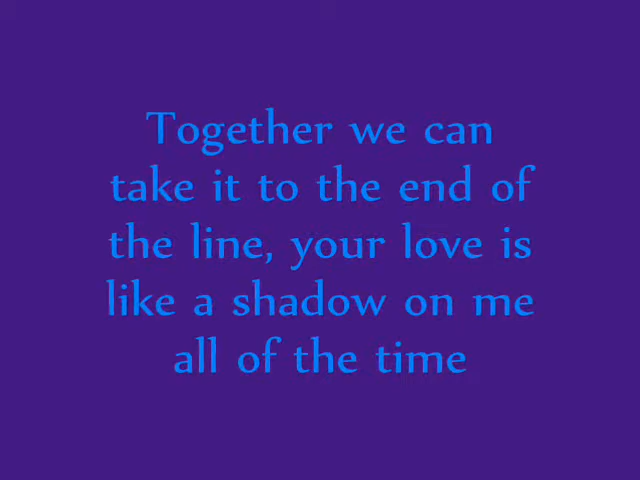 Together we can
take it to the end of
the line, your love is
like a shadow on me
all of the time